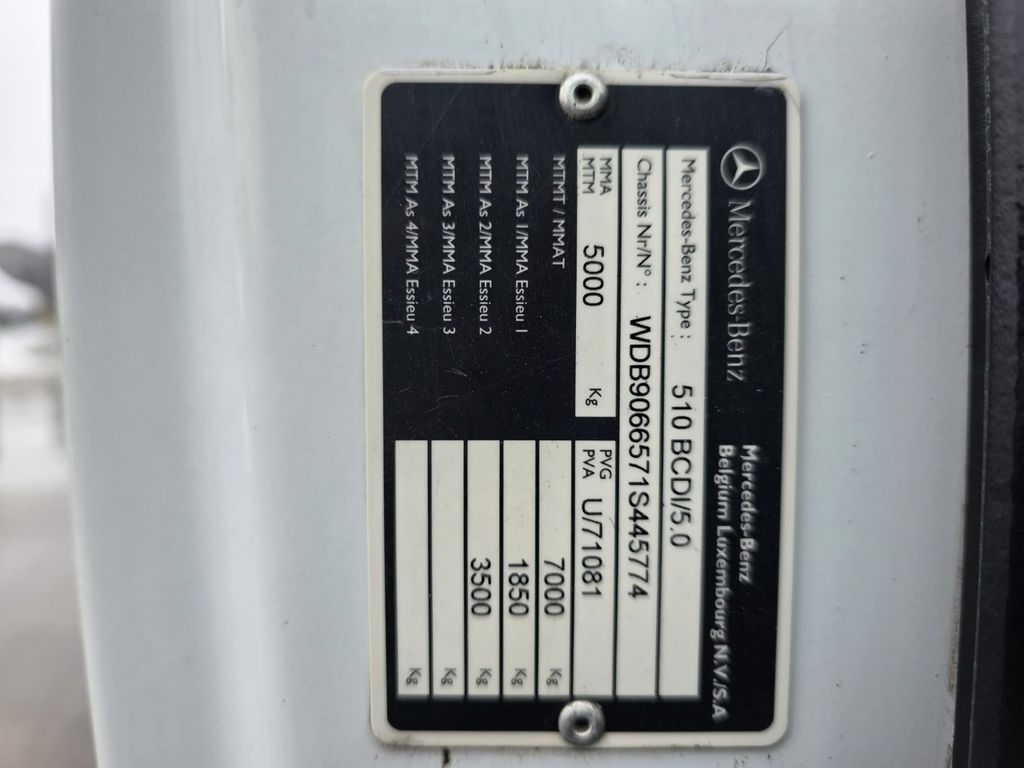 Mercedes-Benz
Mercedes-Benz
Belgium Luxembourg N.V./S.A
Mercedes-Benz Type : 510 BCDI/5.0
Chassis Nr/N° : WDB9066571S445774
MMA
MTM 5000 Kg
PVG
PVA U/71081
MTMT / MMAT 7000 Kg
MTM As 1/MMA Essieu 1 1850 Kg
MTM As 2/MMA Essieu 2 3500 Kg
MTM As 3/MMA Essieu 3 Kg
MTM As 4/MMA Essieu 4 Kg